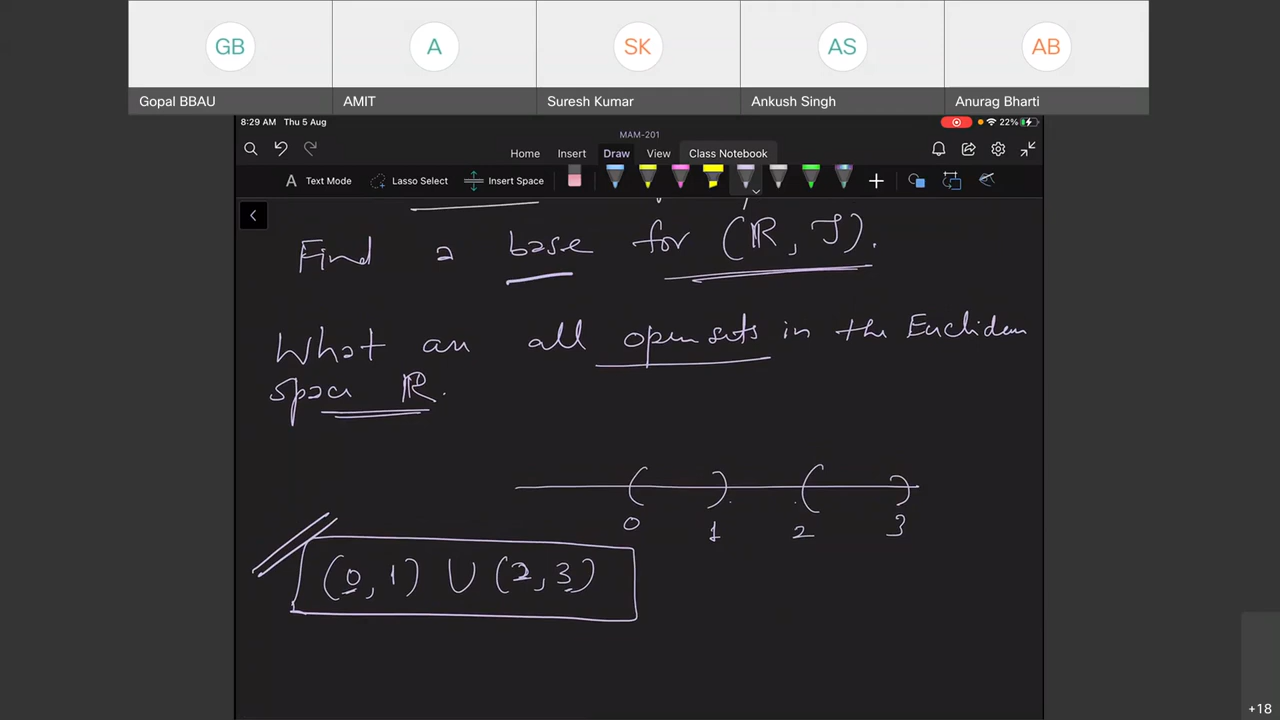 GB A SK AS AB
Gopal BBAU AMIT Suresh Kumar Ankush Singh Anurag Bharti
8:29 AM Thu 5 Aug 22%
MAM-201
Home Insert Draw View Class Notebook
A Text Mode Lasso Select Insert Space
Find a base for (ℝ, 𝒯).
What an all open sets in the Euclidean
space ℝ.
0 1 2 3
(0, 1) ∪ (2, 3)
+18